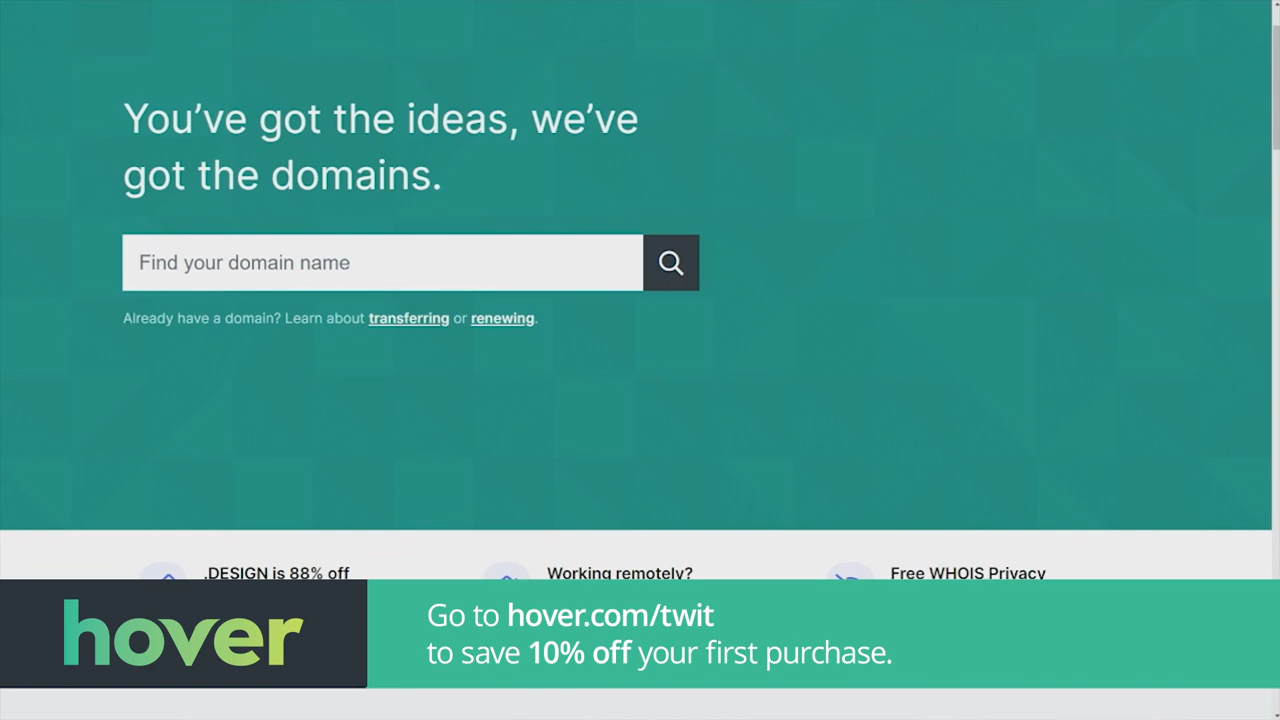 You’ve got the ideas, we’ve
got the domains.
Find your domain name
Already have a domain? Learn about transferring or renewing.
.DESIGN is 88% off
Working remotely?
Free WHOIS Privacy
hover
Go to hover.com/twit
to save 10% off your first purchase.